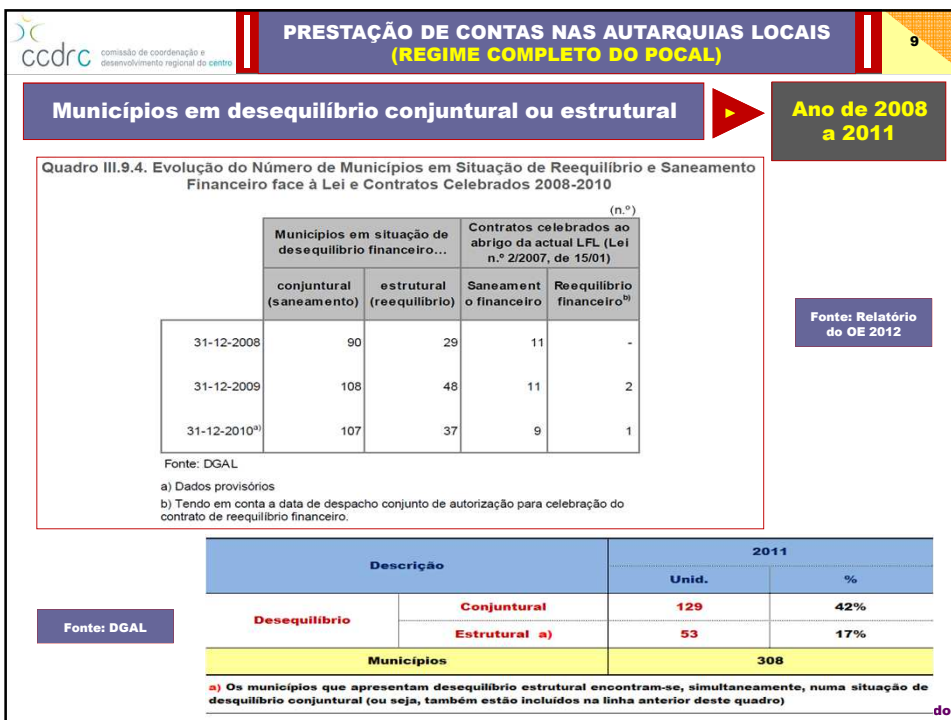 ccdrc
comissão de coordenação e
desenvolvimento regional do centro
PRESTAÇÃO DE CONTAS NAS AUTARQUIAS LOCAIS
(REGIME COMPLETO DO POCAL)
9
Municípios em desequilíbrio conjuntural ou estrutural
Ano de 2008
a 2011
Quadro III.9.4. Evolução do Número de Municípios em Situação de Reequilíbrio e Saneamento
Financeiro face à Lei e Contratos Celebrados 2008-2010
(n.º)
Municípios em situação de
desequilíbrio financeiro...
Contratos celebrados ao
abrigo da actual LFL (Lei
n.º 2/2007, de 15/01)
conjuntural
(saneamento)
estrutural
(reequilíbrio)
Saneament
o financeiro
Reequilíbrio
financeiro b)
31-12-2008 90 29 11 -
31-12-2009 108 48 11 2
31-12-2010 a) 107 37 9 1
Fonte: DGAL
a) Dados provisórios
b) Tendo em conta a data de despacho conjunto de autorização para celebração do
contrato de reequilíbrio financeiro.
Fonte: Relatório
do OE 2012
Fonte: DGAL
Descrição 2011
Unid. %
Desequilíbrio Conjuntural 129 42%
Estrutural a) 53 17%
Municípios 308
a) Os municípios que apresentam desequilíbrio estrutural encontram-se, simultaneamente, numa situação de
desquilíbrio conjuntural (ou seja, também estão incluídos na linha anterior deste quadro)
do